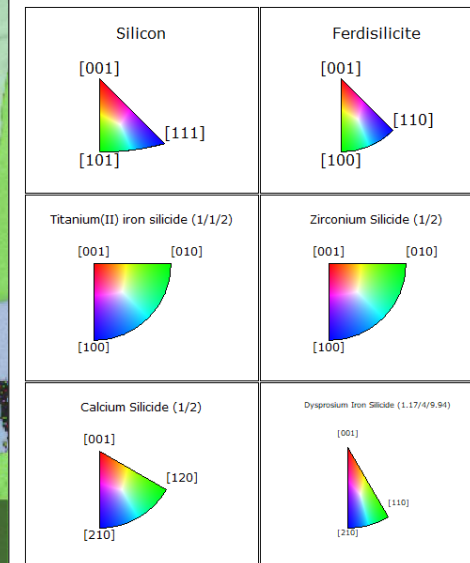 Silicon
[001]
[111]
[101]
Ferdisilicite
[001]
[110]
[100]
Titanium(II) iron silicide (1/1/2)
[001] [010]
[100]
Zirconium Silicide (1/2)
[001] [010]
[100]
Calcium Silicide (1/2)
[001]
[120]
[210]
Dysprosium Iron Silicide (1.17/4/9.94)
[001]
[110]
[210]